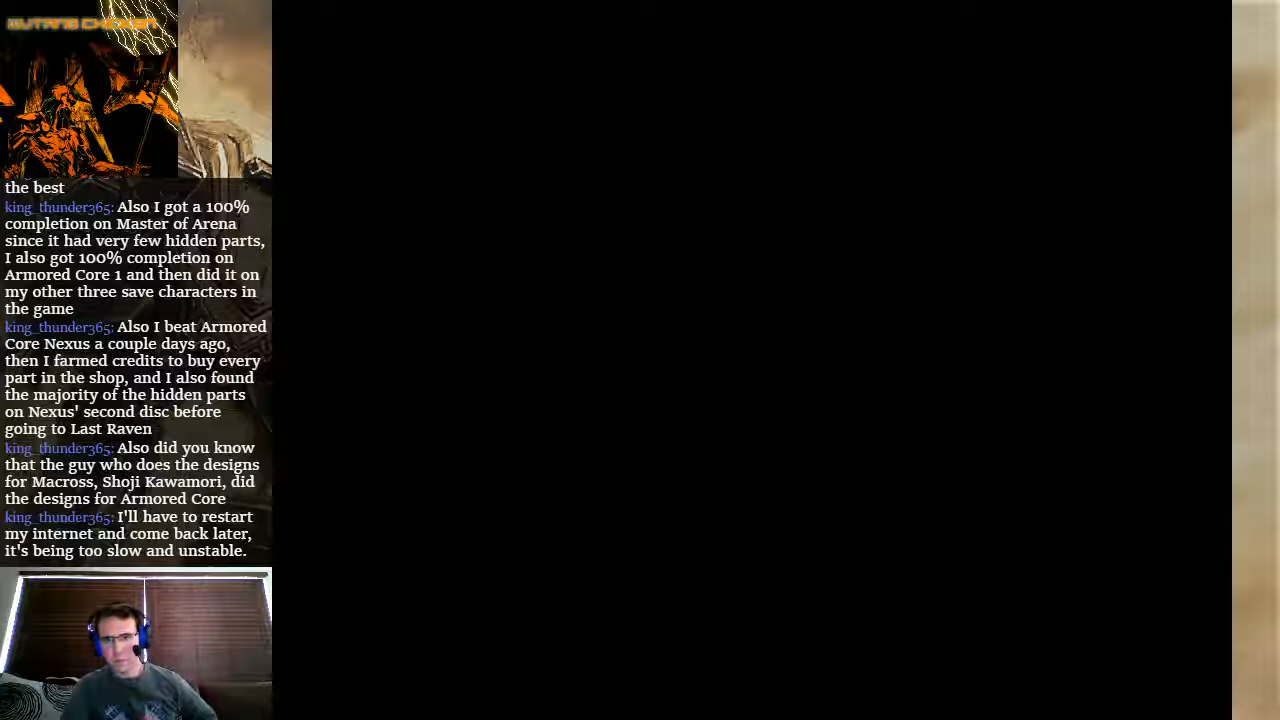 MUTANG CHICKEN
the best
king_thunder365: Also I got a 100%
completion on Master of Arena
since it had very few hidden parts,
I also got 100% completion on
Armored Core 1 and then did it on
my other three save characters in
the game
king_thunder365: Also I beat Armored
Core Nexus a couple days ago,
then I farmed credits to buy every
part in the shop, and I also found
the majority of the hidden parts
on Nexus' second disc before
going to Last Raven
king_thunder365: Also did you know
that the guy who does the designs
for Macross, Shoji Kawamori, did
the designs for Armored Core
king_thunder365: I'll have to restart
my internet and come back later,
it's being too slow and unstable.